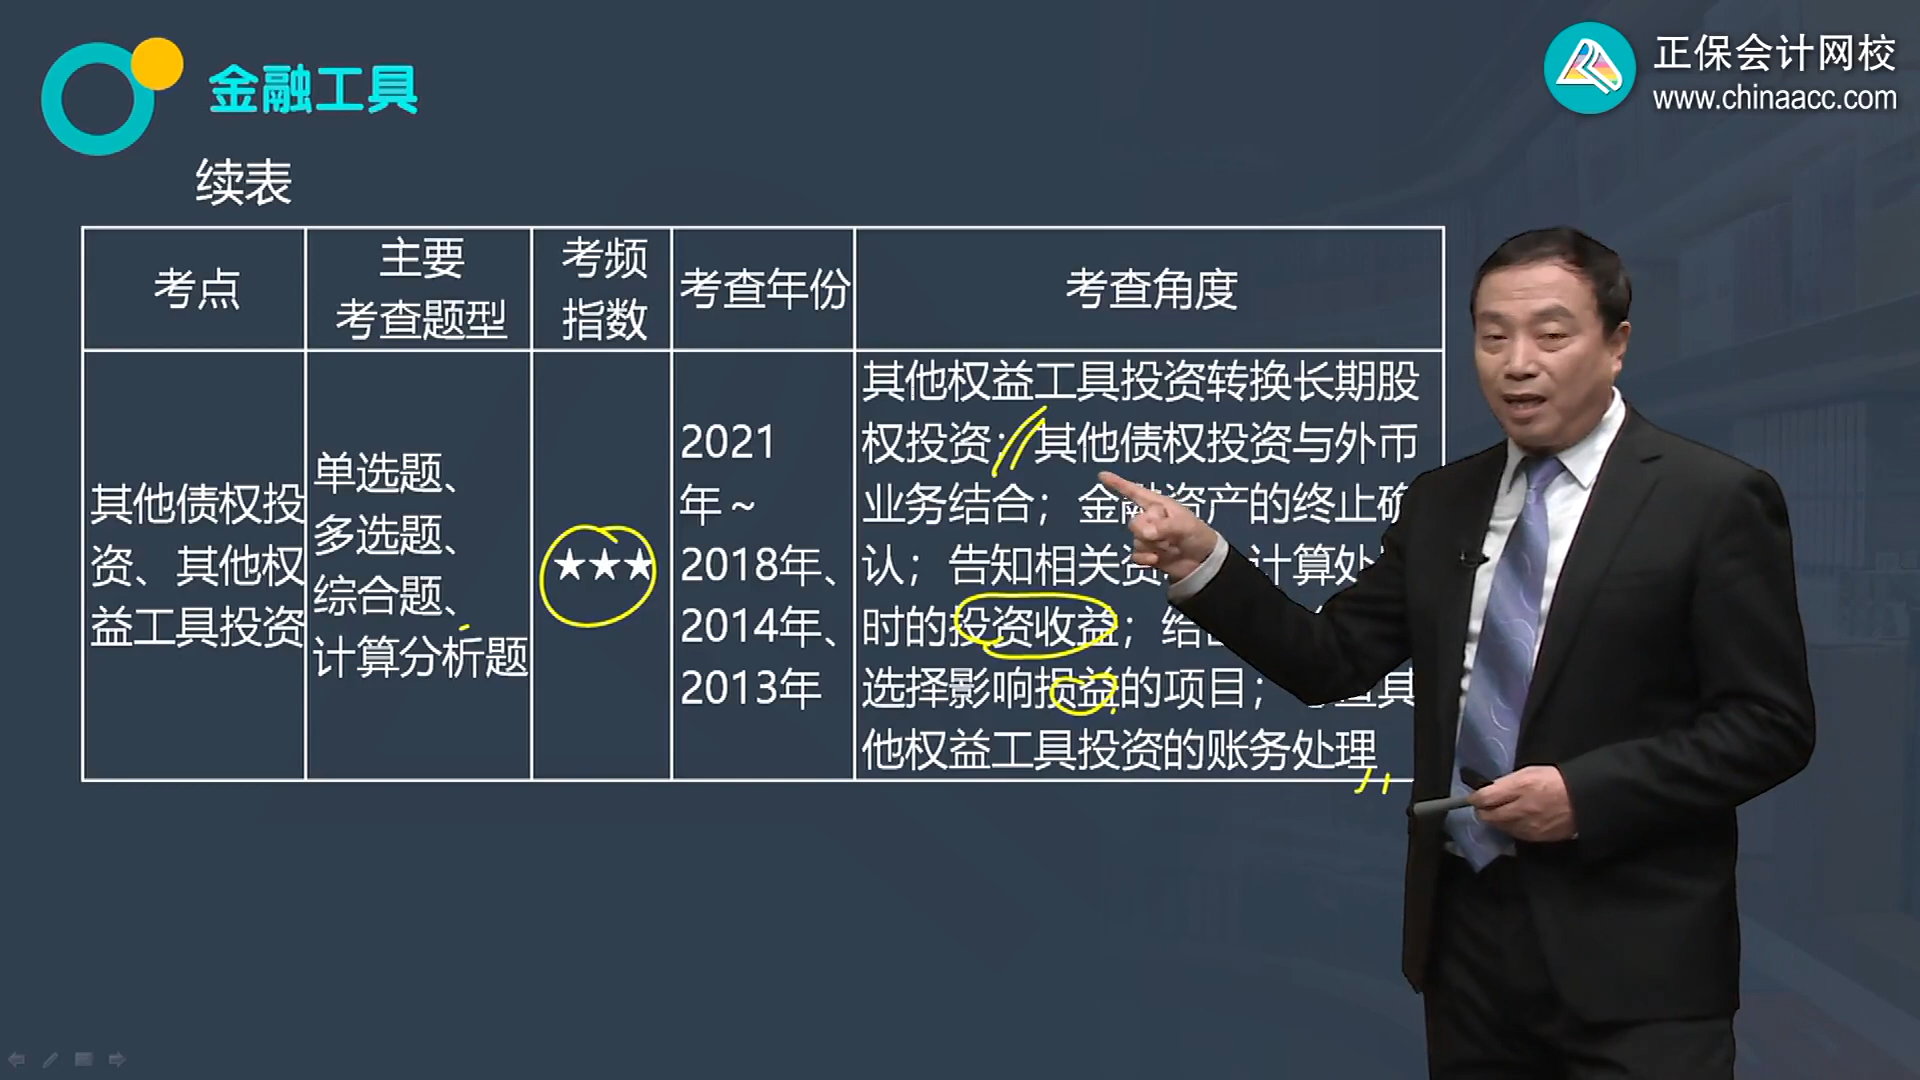 金融工具
正保会计网校
www.chinaacc.com
续表
考点
主要
考查题型
考频
指数
考查年份
考查角度
其他债权投
资、其他权
益工具投资
单选题、
多选题、
综合题、
计算分析题
★★★
2021
年～
2018年、
2014年、
2013年
其他权益工具投资转换长期股
权投资；其他债权投资与外币
业务结合；金融资产的终止确
认；告知相关资 计算处
时的投资收益；给
选择影响损益的项目； 其
他权益工具投资的账务处理